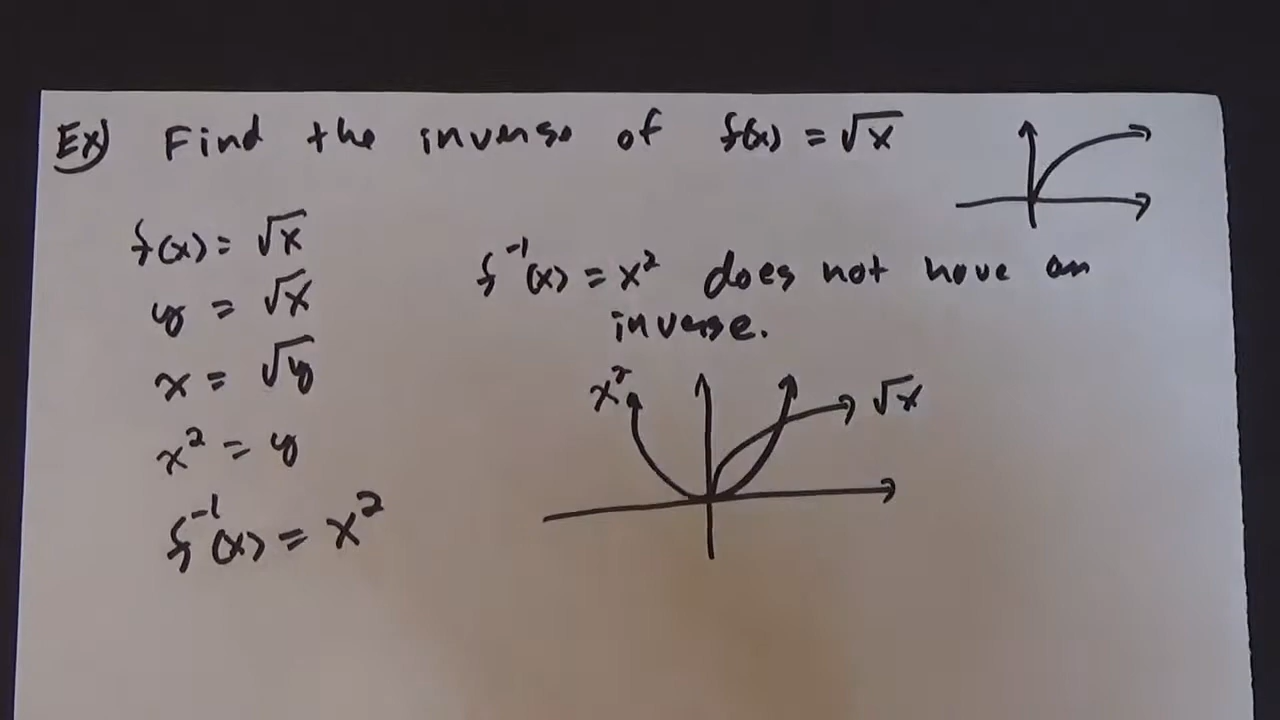 Ex) Find the inverse of f(x) = √x
f(x) = √x
y = √x
x = √y
x² = y
f⁻¹(x) = x²
f⁻¹(x) = x² does not have an
inverse.
x²
√x